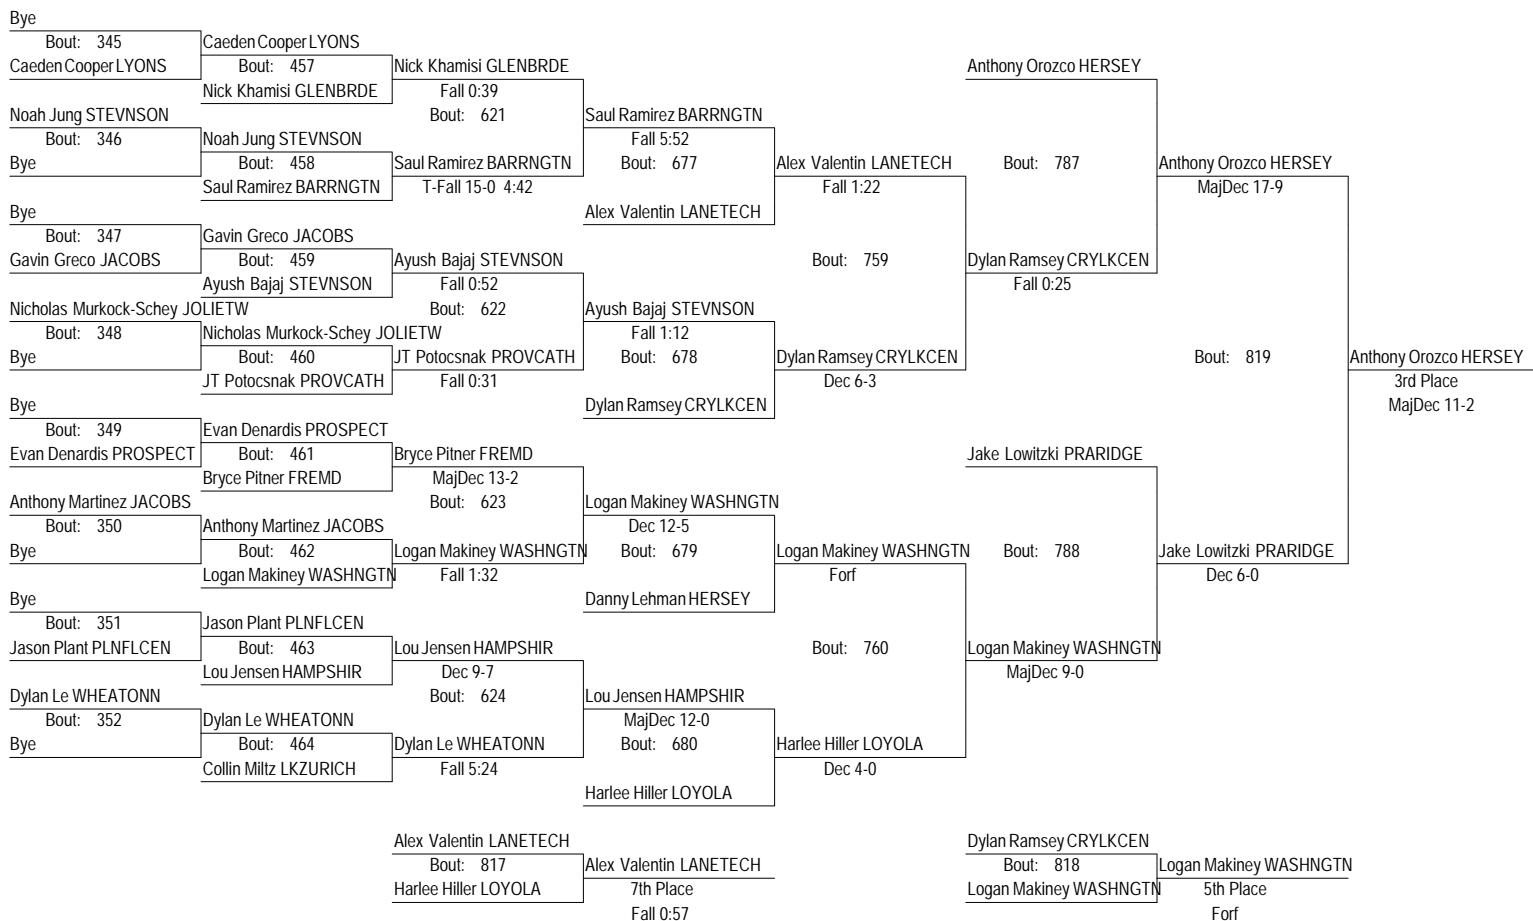 Bye
Bout: 345
Caeden Cooper LYONS
Caeden Cooper LYONS
Bout: 457
Nick Khamisi GLENBRDE
Nick Khamisi GLENBRDE
Fall 0:39
Bout: 621
Anthony Orozco HERSEY
Noah Jung STEVNSON
Bout: 346
Bye
Noah Jung STEVNSON
Bout: 458
Saul Ramirez BARRNGTN
Saul Ramirez BARRNGTN
T-Fall 15-0 4:42
Saul Ramirez BARRNGTN
Fall 5:52
Bout: 677
Alex Valentin LANETECH
Alex Valentin LANETECH
Fall 1:22
Bout: 787
Anthony Orozco HERSEY
MajDec 17-9
Bye
Bout: 347
Gavin Greco JACOBS
Gavin Greco JACOBS
Bout: 459
Ayush Bajaj STEVNSON
Ayush Bajaj STEVNSON
Fall 0:52
Bout: 622
Bout: 759
Dylan Ramsey CRYLKCEN
Fall 0:25
Nicholas Murkock-Schey JOLIETW
Bout: 348
Bye
Nicholas Murkock-Schey JOLIETW
Bout: 460
JT Potocsnak PROVCATH
JT Potocsnak PROVCATH
Fall 0:31
Ayush Bajaj STEVNSON
Fall 1:12
Bout: 678
Dylan Ramsey CRYLKCEN
Dylan Ramsey CRYLKCEN
Dec 6-3
Bout: 819
Anthony Orozco HERSEY
3rd Place
MajDec 11-2
Bye
Bout: 349
Evan Denardis PROSPECT
Evan Denardis PROSPECT
Bout: 461
Bryce Pitner FREMD
Bryce Pitner FREMD
MajDec 13-2
Bout: 623
Jake Lowitzki PRARIDGE
Anthony Martinez JACOBS
Bout: 350
Bye
Anthony Martinez JACOBS
Bout: 462
Logan Makiney WASHNGTN
Logan Makiney WASHNGTN
Fall 1:32
Logan Makiney WASHNGTN
Dec 12-5
Bout: 679
Danny Lehman HERSEY
Logan Makiney WASHNGTN
Forf
Bout: 788
Jake Lowitzki PRARIDGE
Dec 6-0
Bye
Bout: 351
Jason Plant PLNFLCEN
Jason Plant PLNFLCEN
Bout: 463
Lou Jensen HAMPSHIR
Lou Jensen HAMPSHIR
Dec 9-7
Bout: 624
Bout: 760
Logan Makiney WASHNGTN
MajDec 9-0
Dylan Le WHEATONN
Bout: 352
Bye
Dylan Le WHEATONN
Bout: 464
Collin Miltz LKZURICH
Dylan Le WHEATONN
Fall 5:24
Lou Jensen HAMPSHIR
MajDec 12-0
Bout: 680
Harlee Hiller LOYOLA
Harlee Hiller LOYOLA
Dec 4-0
Alex Valentin LANETECH
Bout: 817
Harlee Hiller LOYOLA
Alex Valentin LANETECH
7th Place
Fall 0:57
Dylan Ramsey CRYLKCEN
Bout: 818
Logan Makiney WASHNGTN
Logan Makiney WASHNGTN
5th Place
Forf